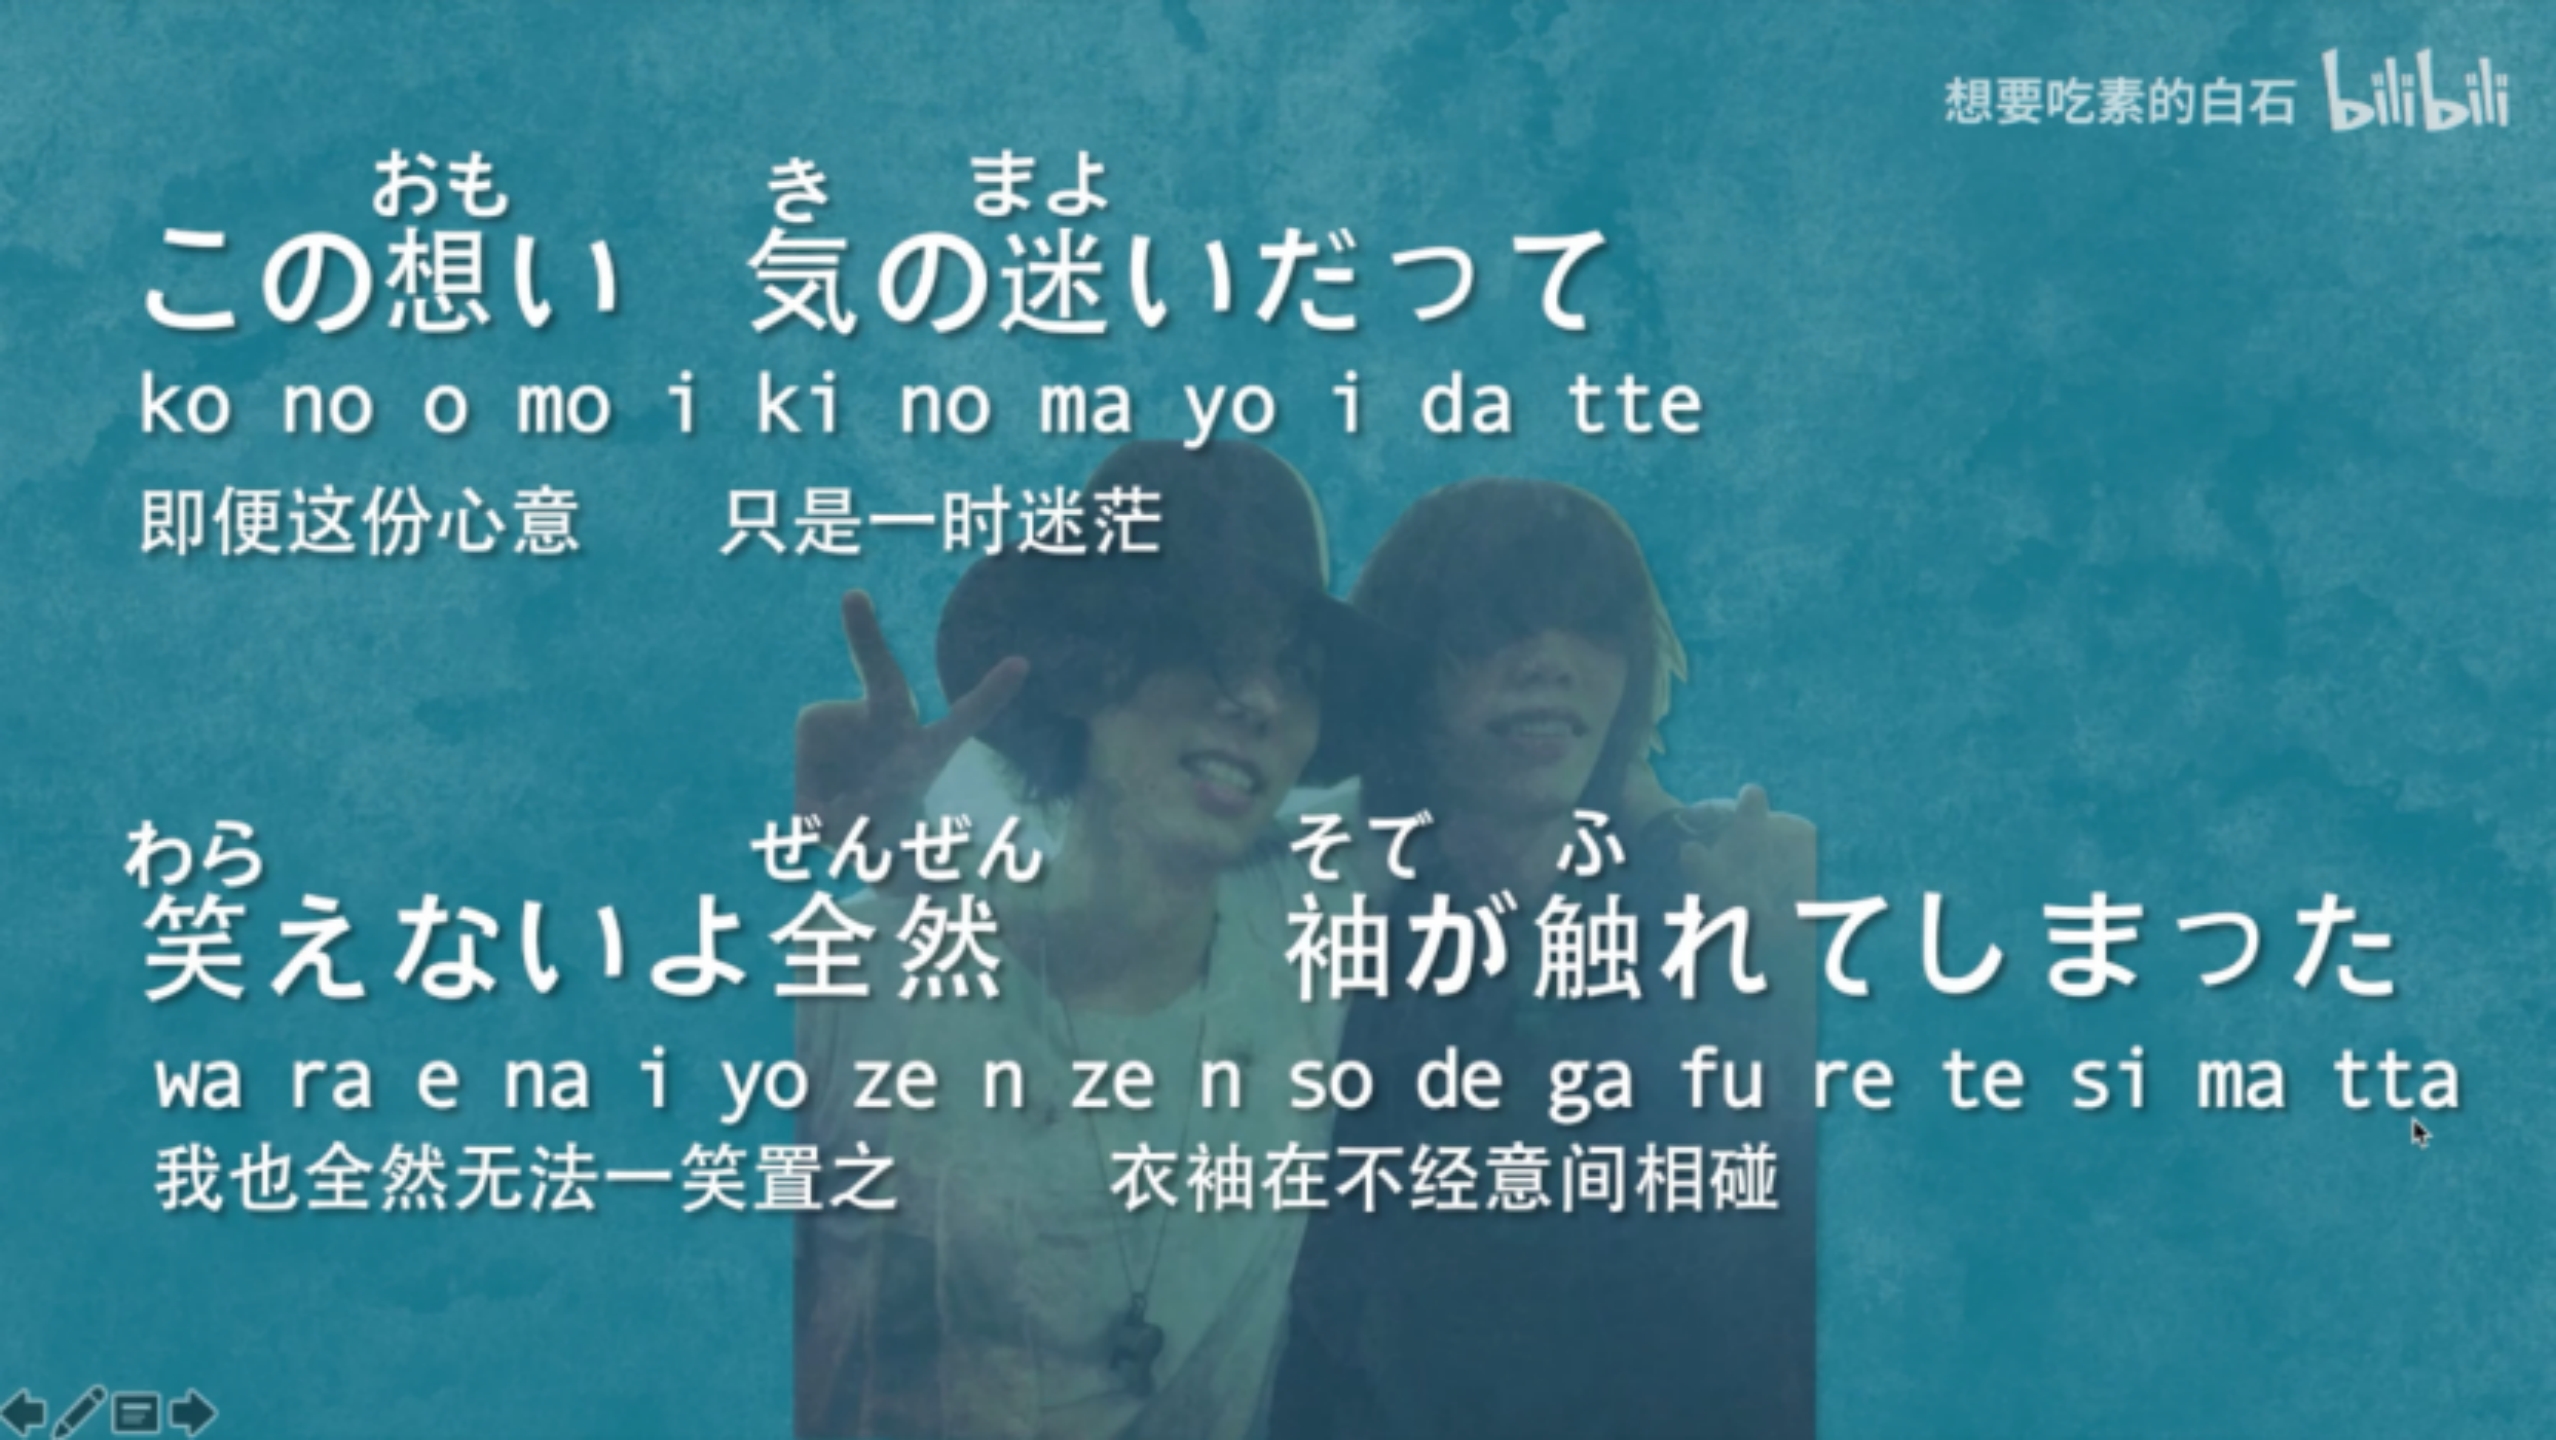 想要吃素的白石 bilibili
おも き まよ
この想い 気の迷いだって
ko no o mo i ki no ma yo i da tte
即便这份心意 只是一时迷茫
わら ぜんぜん そで ふ
笑えないよ全然 袖が触れてしまった
wa ra e na i yo ze n ze n so de ga fu re te si ma tta
我也全然无法一笑置之 衣袖在不经意间相碰